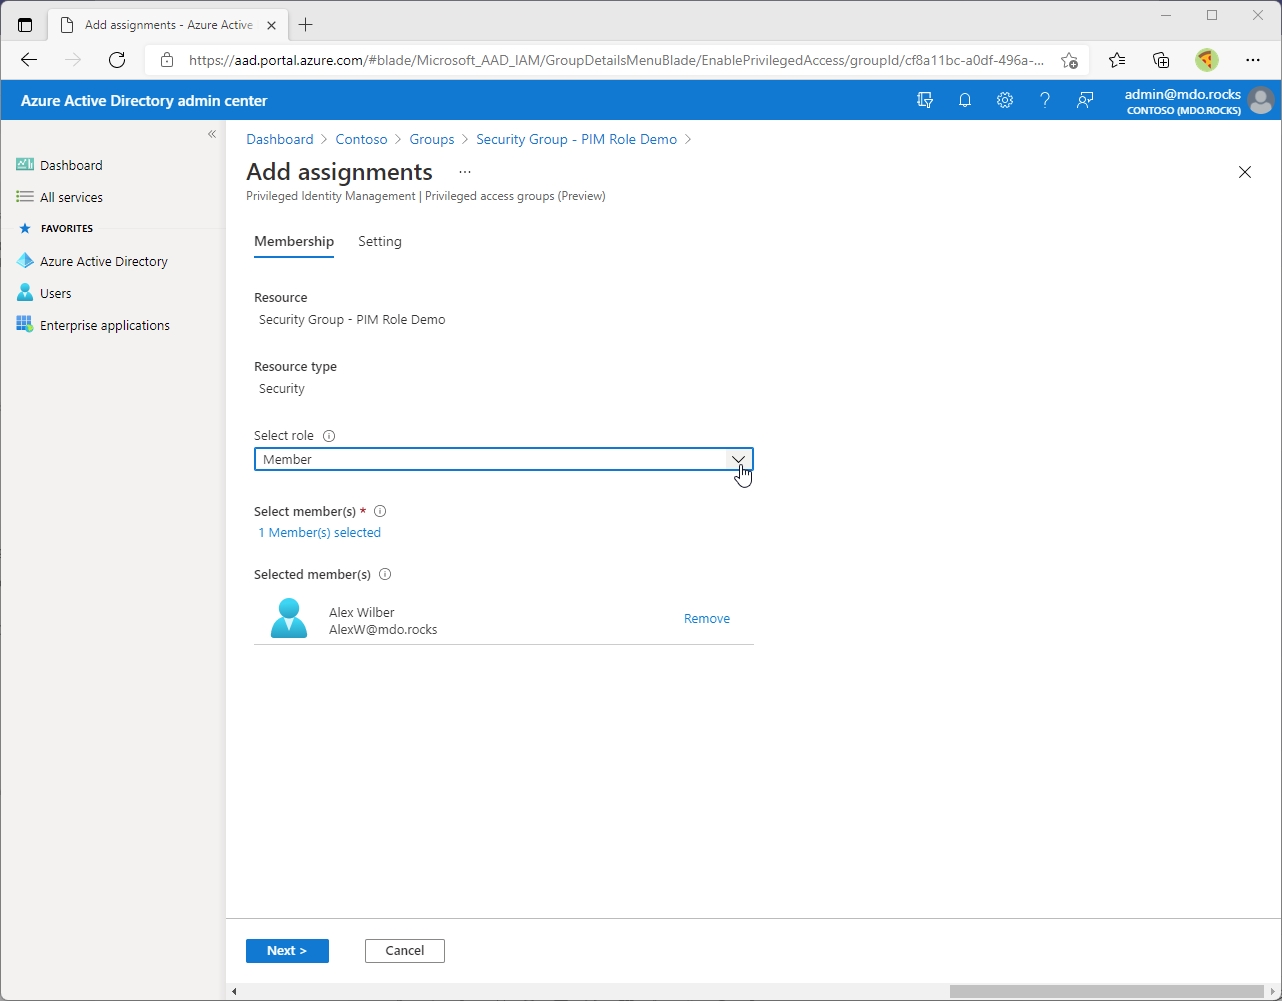 Add assignments - Azure Active
https://aad.portal.azure.com/#blade/Microsoft_AAD_IAM/GroupDetailsMenuBlade/EnablePrivilegedAccess/groupId/cf8a11bc-a0df-496a-...
Azure Active Directory admin center
admin@mdo.rocks
CONTOSO (MDO.ROCKS)
Dashboard
All services
FAVORITES
Azure Active Directory
Users
Enterprise applications
Dashboard > Contoso > Groups > Security Group - PIM Role Demo >
Add assignments ...
Privileged Identity Management | Privileged access groups (Preview)
Membership Setting
Resource
Security Group - PIM Role Demo
Resource type
Security
Select role
Member
Select member(s) *
1 Member(s) selected
Selected member(s)
Alex Wilber
AlexW@mdo.rocks
Remove
Next > Cancel